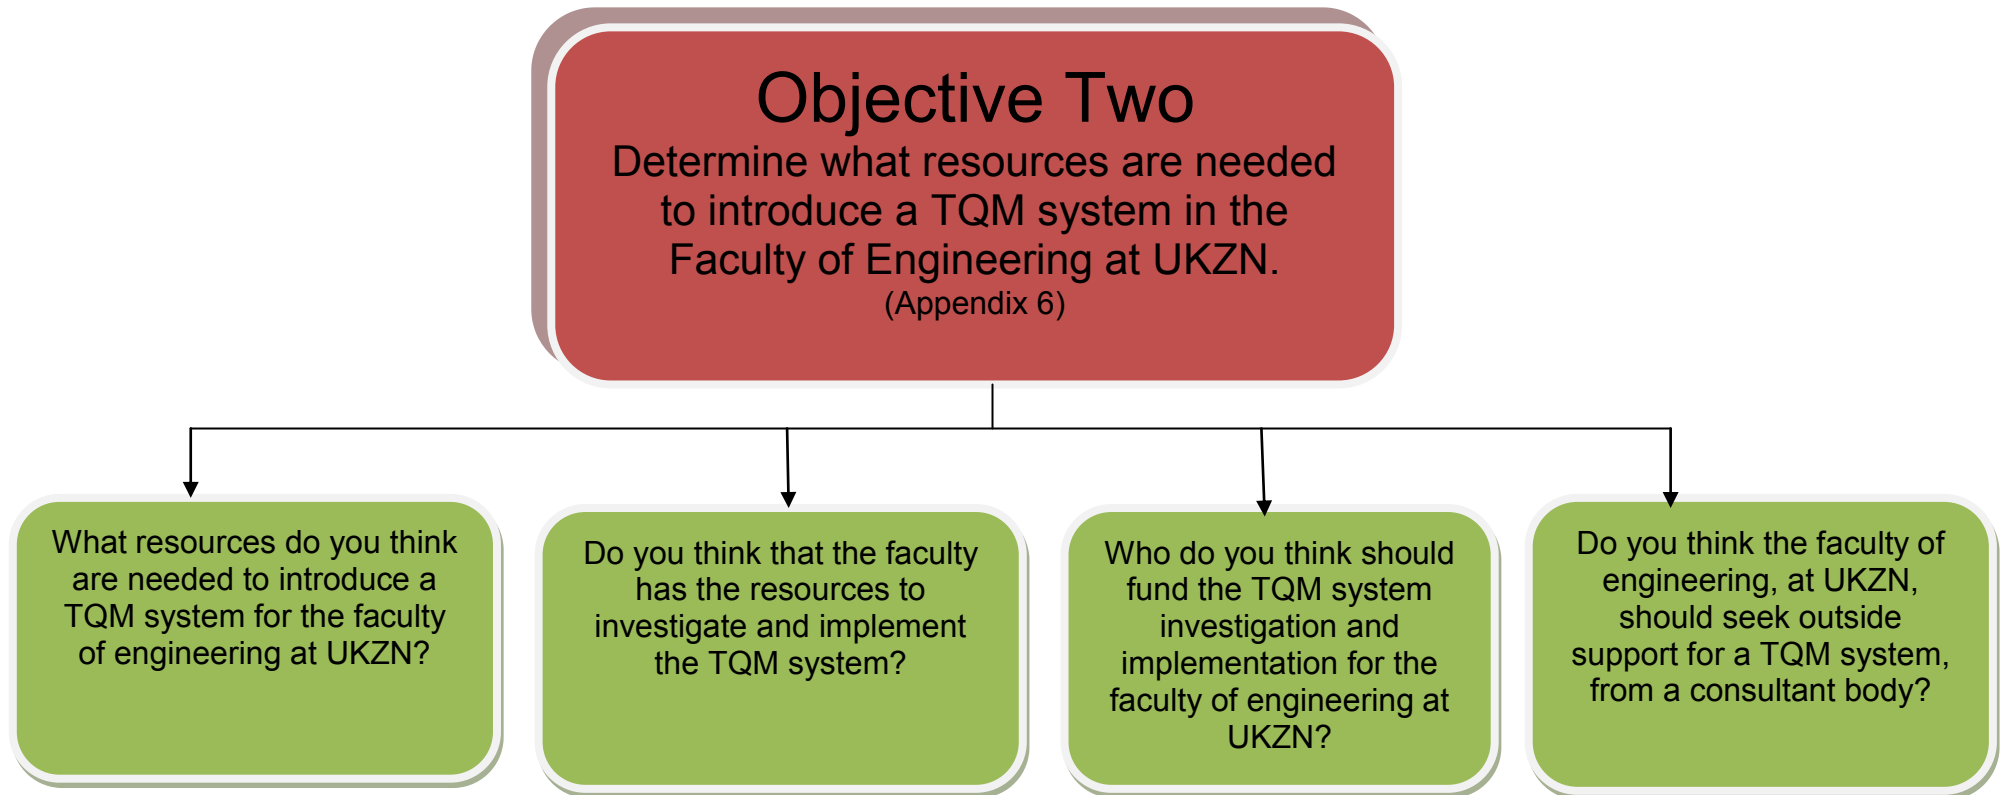 Objective Two
Determine what resources are needed
to introduce a TQM system in the
Faculty of Engineering at UKZN.
(Appendix 6)
What resources do you think
are needed to introduce a
TQM system for the faculty
of engineering at UKZN?
Do you think that the faculty
has the resources to
investigate and implement
the TQM system?
Who do you think should
fund the TQM system
investigation and
implementation for the
faculty of engineering at
UKZN?
Do you think the faculty of
engineering, at UKZN,
should seek outside
support for a TQM system,
from a consultant body?